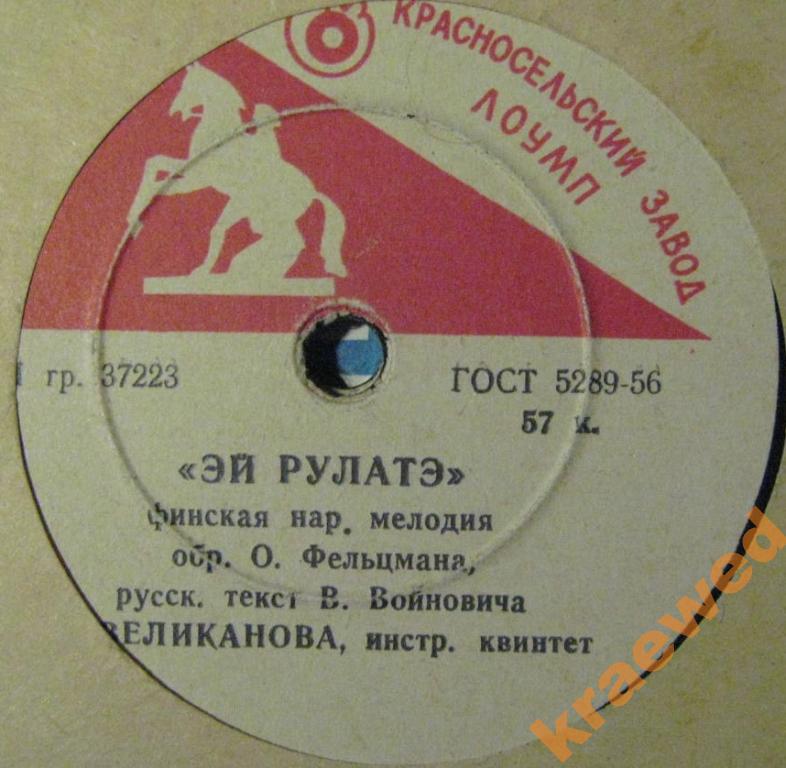 КРАСНОСЕЛЬСКИЙ ЗАВОД
ЛОУМП
гр. 37223
ГОСТ 5289-56
57 к.
«ЭЙ РУЛАТЭ»
финская нар. мелодия
обр. О. Фельцмана,
русск. текст В. Войновича
ВЕЛИКАНОВА, инстр. квинтет
kraewed